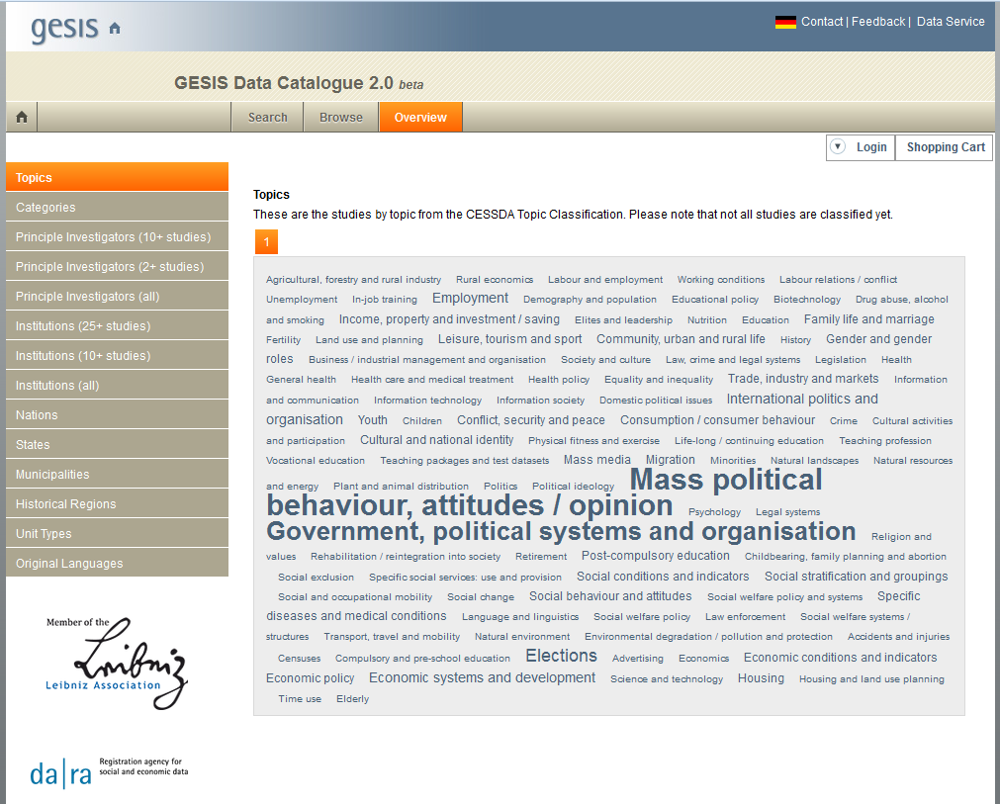 gesis
Contact | Feedback | Data Service
GESIS Data Catalogue 2.0 beta
Search Browse Overview
Login Shopping Cart
Topics
Categories
Principle Investigators (10+ studies)
Principle Investigators (2+ studies)
Principle Investigators (all)
Institutions (25+ studies)
Institutions (10+ studies)
Institutions (all)
Nations
States
Municipalities
Historical Regions
Unit Types
Original Languages
Member of the
Leibniz
Leibniz Association
da|ra
Registration agency for
social and economic data
Topics
These are the studies by topic from the CESSDA Topic Classification. Please note that not all studies are classified yet.
1
Agricultural, forestry and rural industry Rural economics Labour and employment Working conditions Labour relations / conflict
Unemployment In-job training Employment Demography and population Educational policy Biotechnology Drug abuse, alcohol
and smoking Income, property and investment / saving Elites and leadership Nutrition Education Family life and marriage
Fertility Land use and planning Leisure, tourism and sport Community, urban and rural life History Gender and gender
roles Business / industrial management and organisation Society and culture Law, crime and legal systems Legislation Health
General health Health care and medical treatment Health policy Equality and inequality Trade, industry and markets Information
and communication Information technology Information society Domestic political issues International politics and
organisation Youth Children Conflict, security and peace Consumption / consumer behaviour Crime Cultural activities
and participation Cultural and national identity Physical fitness and exercise Life-long / continuing education Teaching profession
Vocational education Teaching packages and test datasets Mass media Migration Minorities Natural landscapes Natural resources
and energy Plant and animal distribution Politics Political ideology Mass political
behaviour, attitudes / opinion Psychology Legal systems
Government, political systems and organisation Religion and
values Rehabilitation / reintegration into society Retirement Post-compulsory education Childbearing, family planning and abortion
Social exclusion Specific social services: use and provision Social conditions and indicators Social stratification and groupings
Social and occupational mobility Social change Social behaviour and attitudes Social welfare policy and systems Specific
diseases and medical conditions Language and linguistics Social welfare policy Law enforcement Social welfare systems /
structures Transport, travel and mobility Natural environment Environmental degradation / pollution and protection Accidents and injuries
Censuses Compulsory and pre-school education Elections Advertising Economics Economic conditions and indicators
Economic policy Economic systems and development Science and technology Housing Housing and land use planning
Time use Elderly